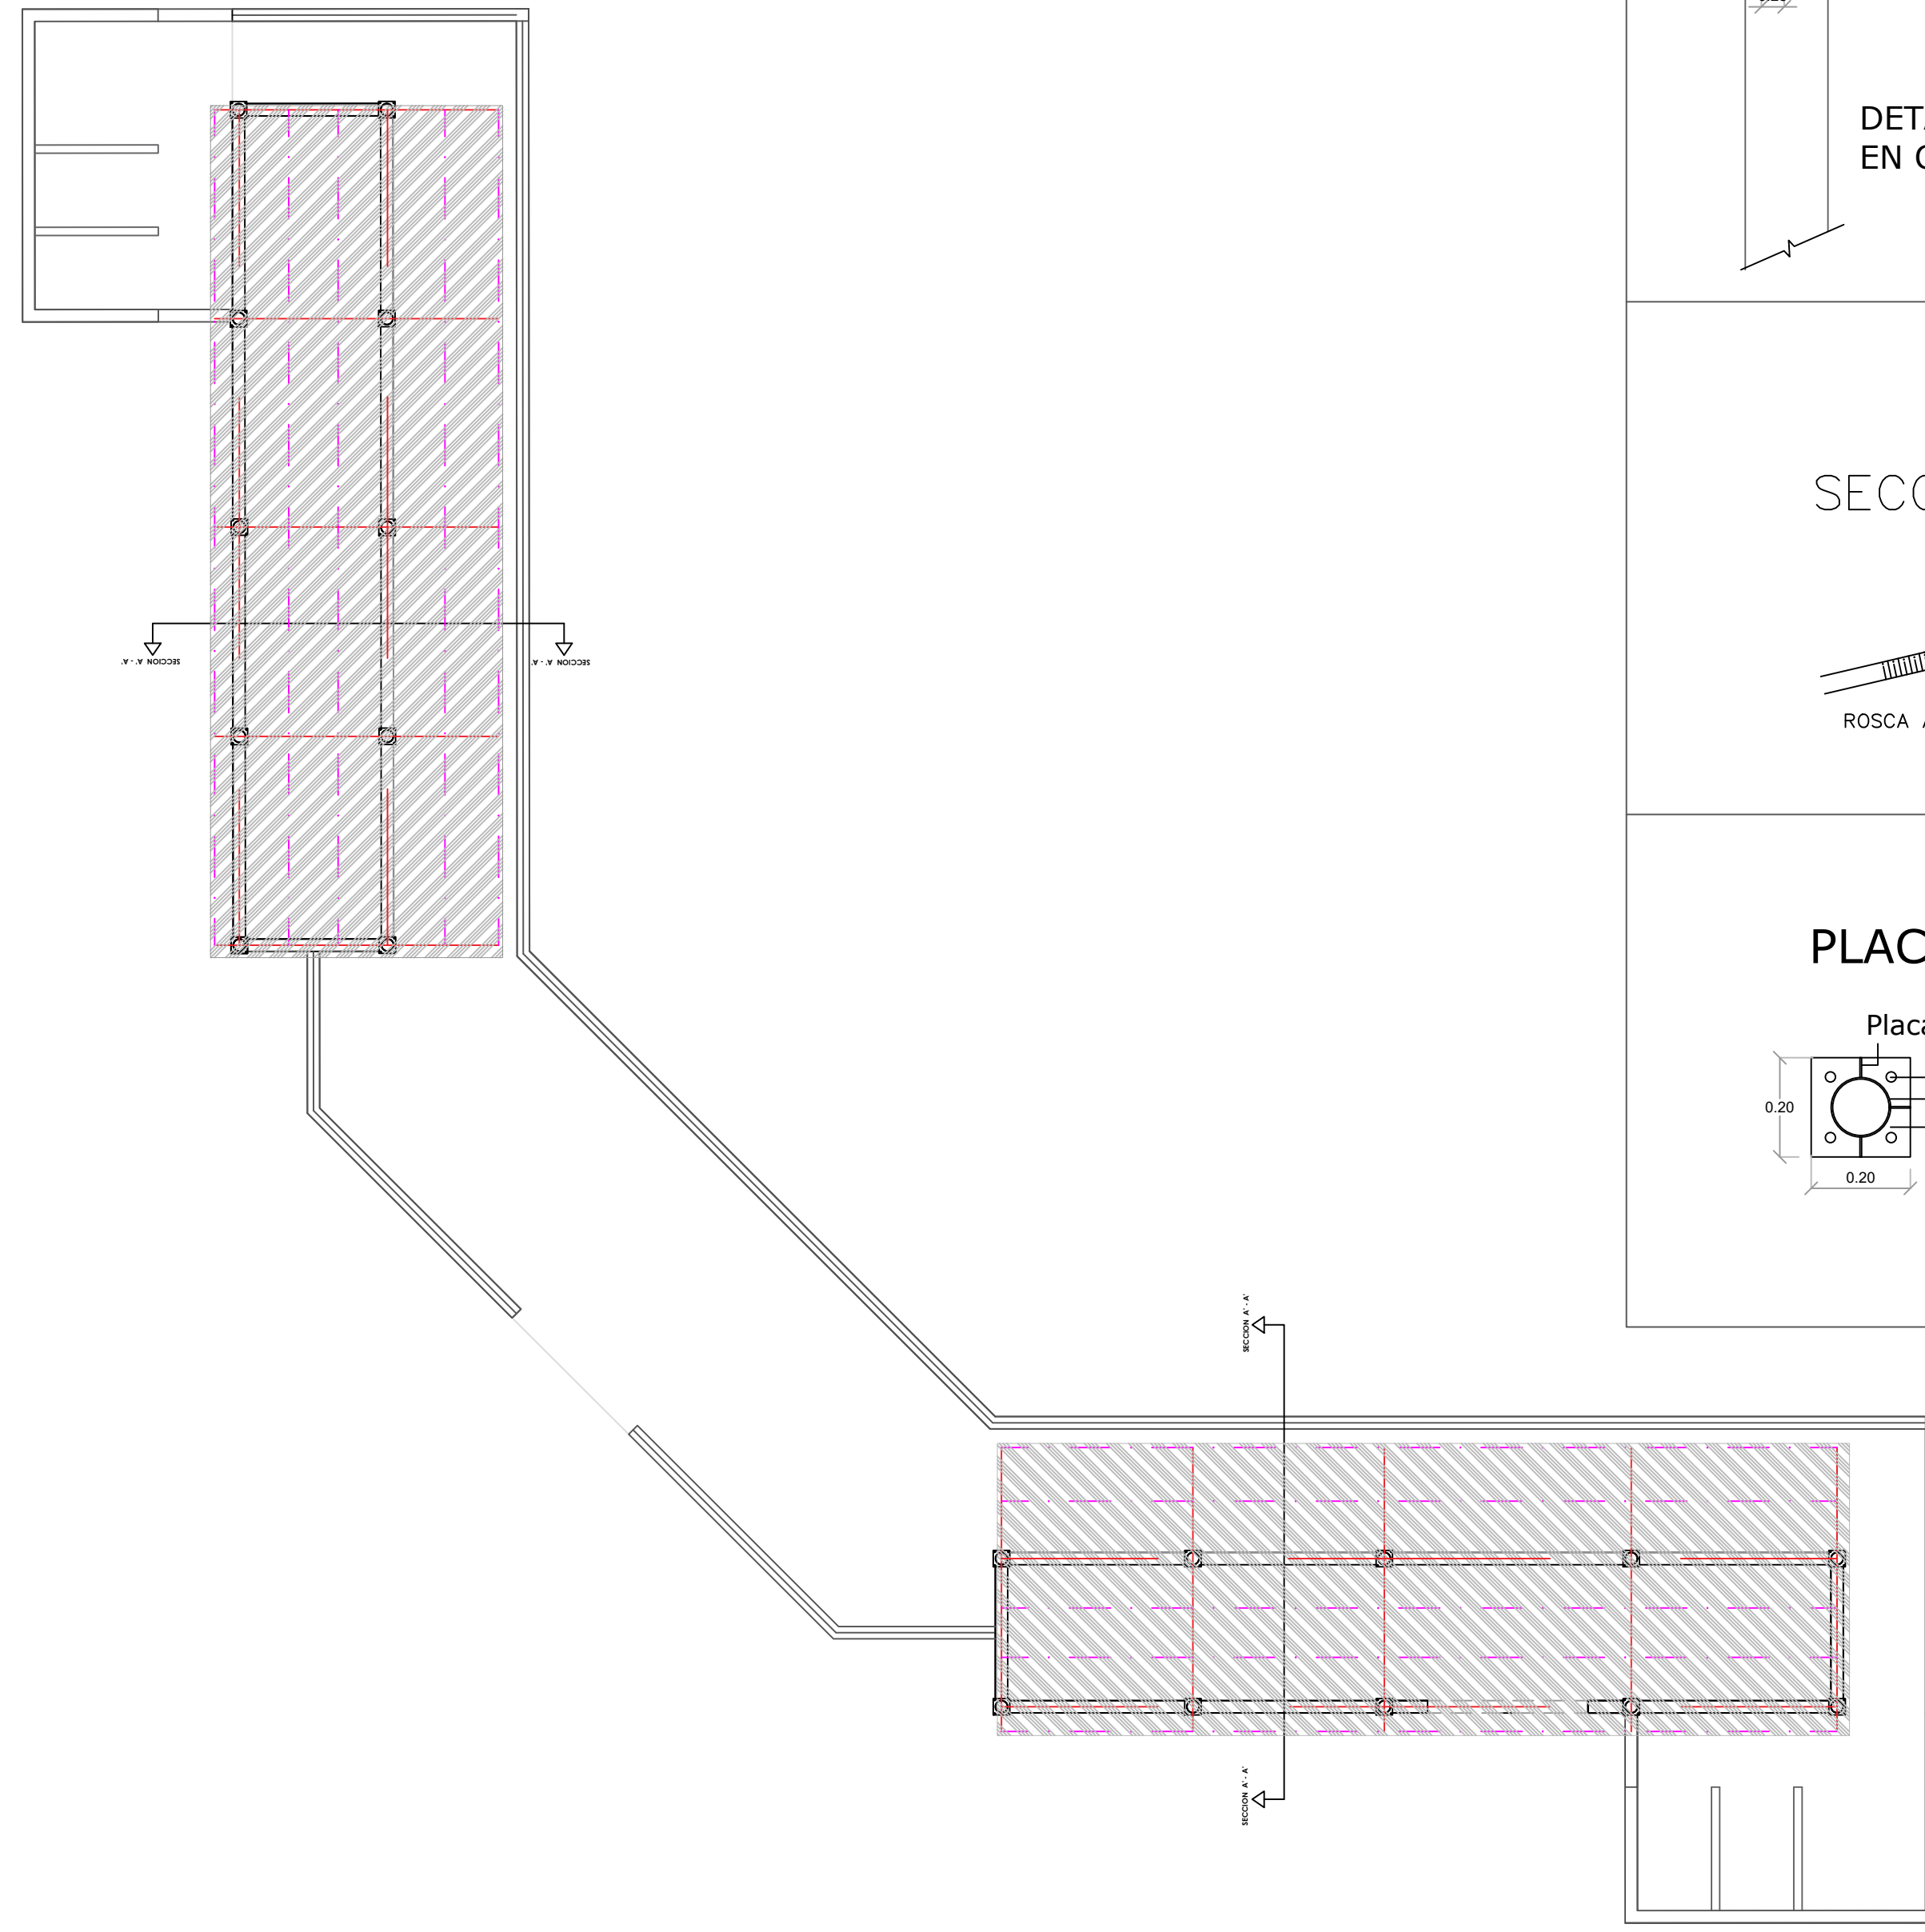 DET
EN
SECC
ROSCA
PLAC
Placa
0.20
0.20
SECCION A' - A'
SECCION A' - A'
SECCION A' - A'
SECCION A' - A'